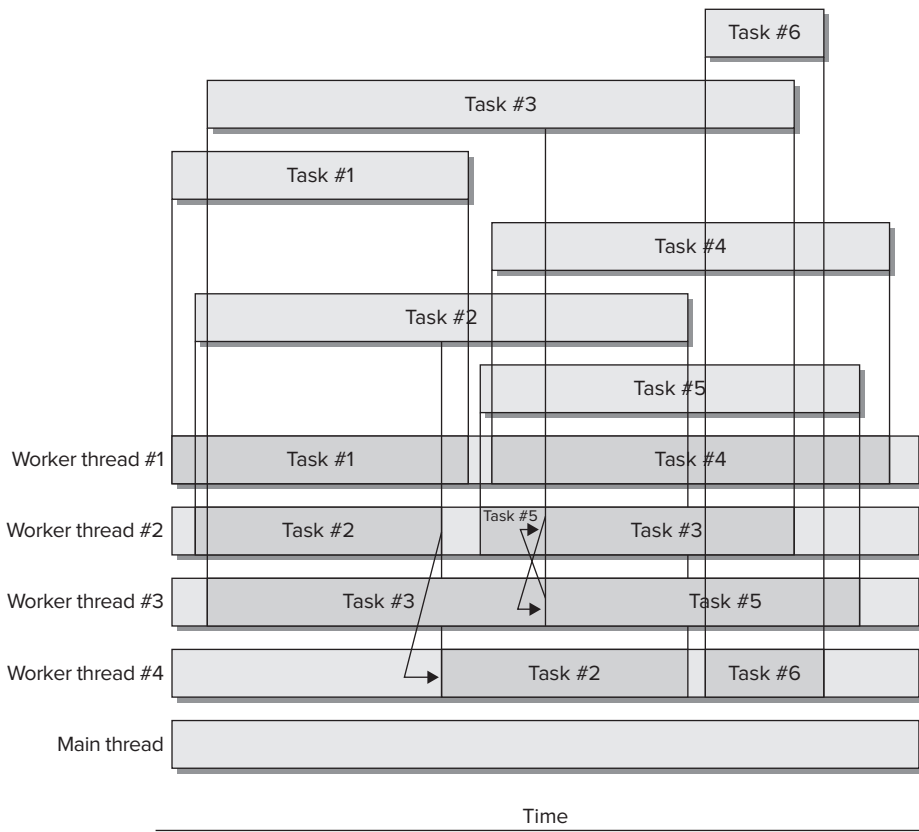 Task #6
Task #3
Task #1
Task #4
Task #2
Task #5
Worker thread #1 Task #1 Task #4
Worker thread #2 Task #2 Task #5 Task #3
Worker thread #3 Task #3 Task #5
Worker thread #4 Task #2 Task #6
Main thread
Time